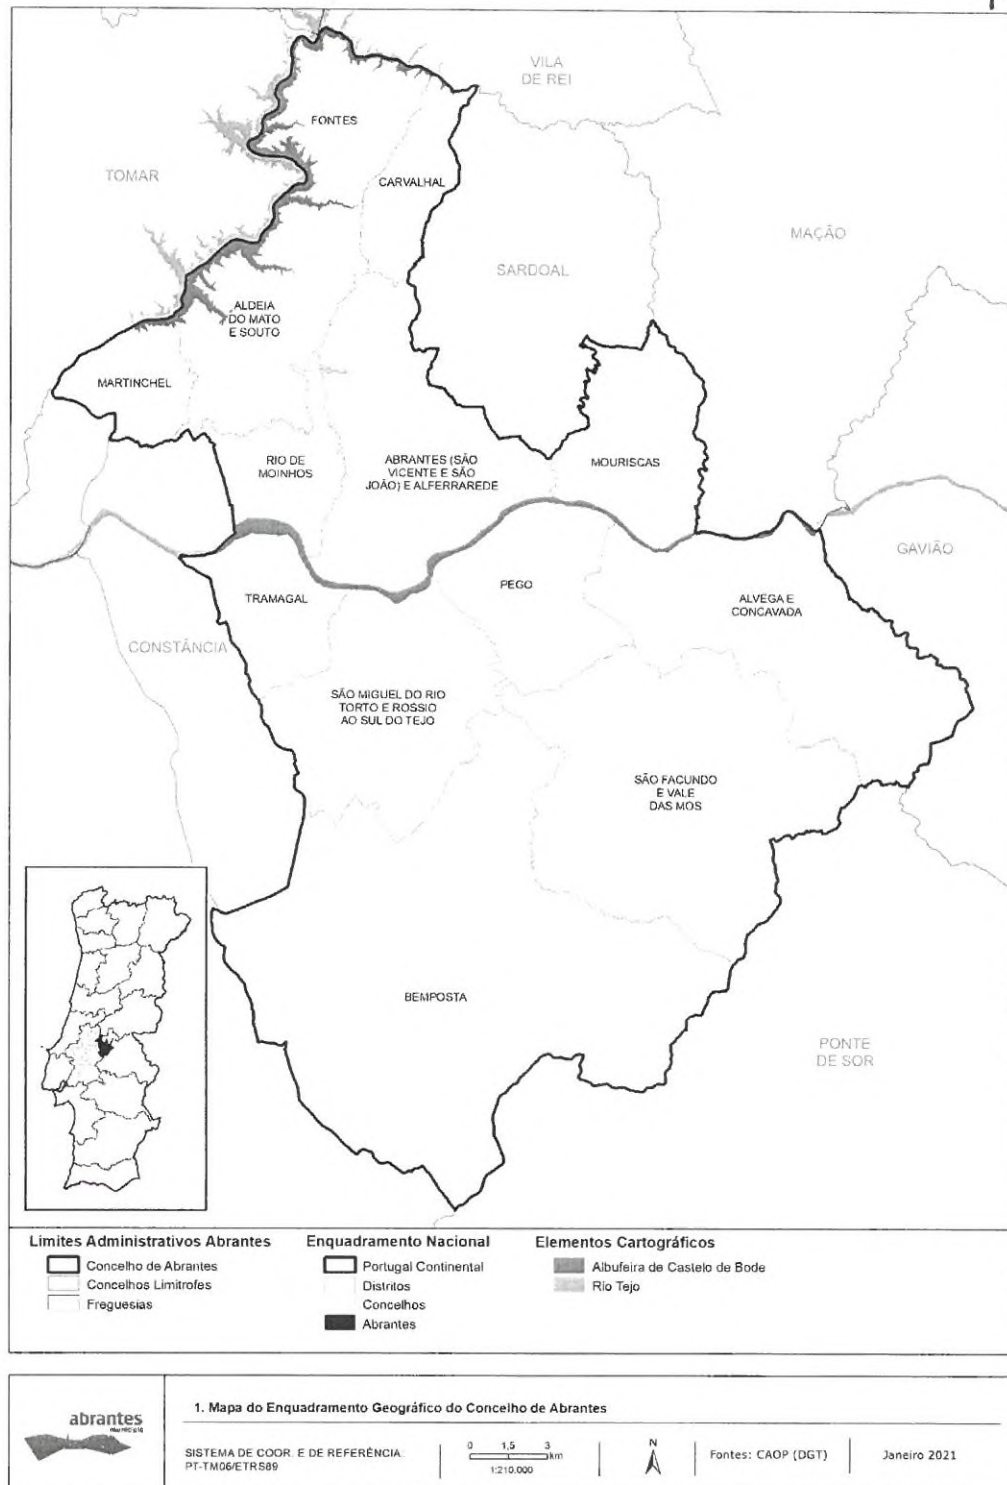 VILA
DE REI
FONTES
TOMAR
CARVALHAL
MAÇÃO
SARDOAL
ALDEIA
DO MATO
E SOUTO
MARTINCHEL
RIO DE
MOINHOS
ABRANTES (SÃO
VICENTE E SÃO
JOÃO) E ALFERRAREDE
MOURISCAS
GAVIÃO
TRAMAGAL
PEGO
ALVEGA E
CONCAVADA
CONSTÂNCIA
SÃO MIGUEL DO RIO
TORTO E ROSSIO
AO SUL DO TEJO
SÃO FACUNDO
E VALE
DAS MOS
BEMPOSTA
PONTE
DE SOR
Limites Administrativos Abrantes
Concelho de Abrantes
Concelhos Limitrofes
Freguesias
Enquadramento Nacional
Portugal Continental
Distritos
Concelhos
Abrantes
Elementos Cartográficos
Albufeira de Castelo de Bode
Rio Tejo
abrantes
município
1. Mapa do Enquadramento Geográfico do Concelho de Abrantes
SISTEMA DE COOR. E DE REFERÊNCIA:
PT-TM06/ETRS89
0 1,5 3
km
1:210.000
N
Fontes: CAOP (DGT)
Janeiro 2021